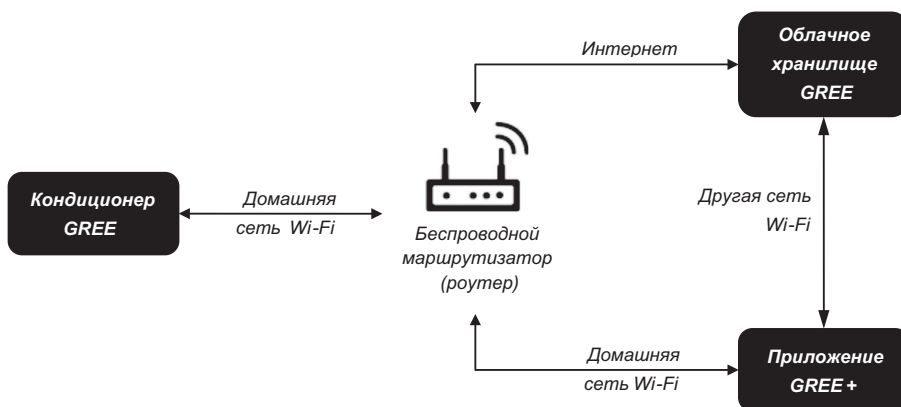 Интернет
Облачное
хранилище
GREE
Кондиционер
GREE
Домашняя
сеть Wi-Fi
Беспроводной
маршрутизатор
(роутер)
Другая сеть
Wi-Fi
Домашняя
сеть Wi-Fi
Приложение
GREE +